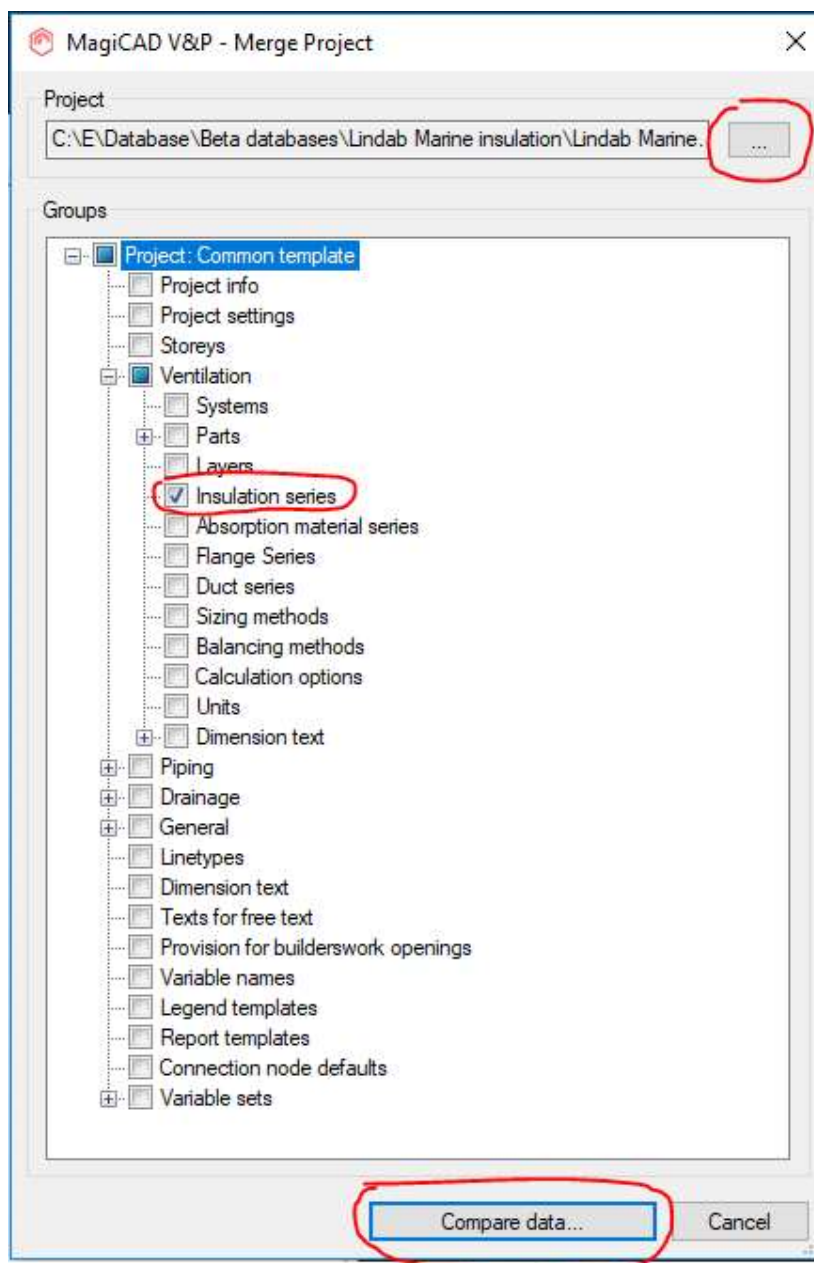 MagiCAD V&P - Merge Project
Project
C:\E\Database\Beta databases\Lindab Marine insulation\Lindab Marine.
...
Groups
Project: Common template
Project info
Project settings
Storeys
Ventilation
Systems
Parts
Layers
Insulation series
Absorption material series
Flange Series
Duct series
Sizing methods
Balancing methods
Calculation options
Units
Dimension text
Piping
Drainage
General
Linetypes
Dimension text
Texts for free text
Provision for builderswork openings
Variable names
Legend templates
Report templates
Connection node defaults
Variable sets
Compare data... Cancel